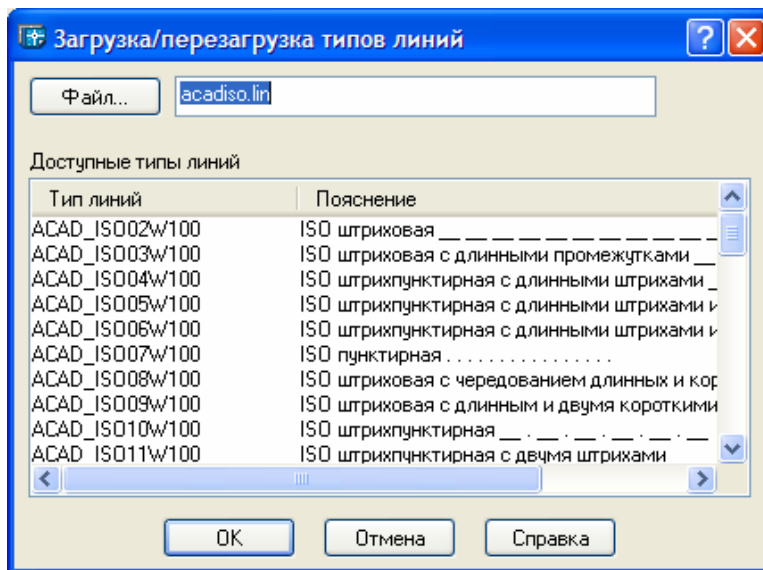 Загрузка/перезагрузка типов линий
Файл... acadiso.lin
Доступные типы линий
Тип линий Пояснение
ACAD_ISO02W100 ISO штриховая __ __ __ __ __ __ __ __ __ __ _
ACAD_ISO03W100 ISO штриховая с длинными промежутками __
ACAD_ISO04W100 ISO штрихпунктирная с длинными штрихами _
ACAD_ISO05W100 ISO штрихпунктирная с длинными штрихами и
ACAD_ISO06W100 ISO штрихпунктирная с длинными штрихами и
ACAD_ISO07W100 ISO пунктирная . . . . . . . . . . . . . . . .
ACAD_ISO08W100 ISO штриховая с чередованием длинных и кор
ACAD_ISO09W100 ISO штриховая с длинным и двумя короткими
ACAD_ISO10W100 ISO штрихпунктирная __ . __ . __ . __ . __ . __
ACAD_ISO11W100 ISO штрихпунктирная с двумя штрихами
OK Отмена Справка